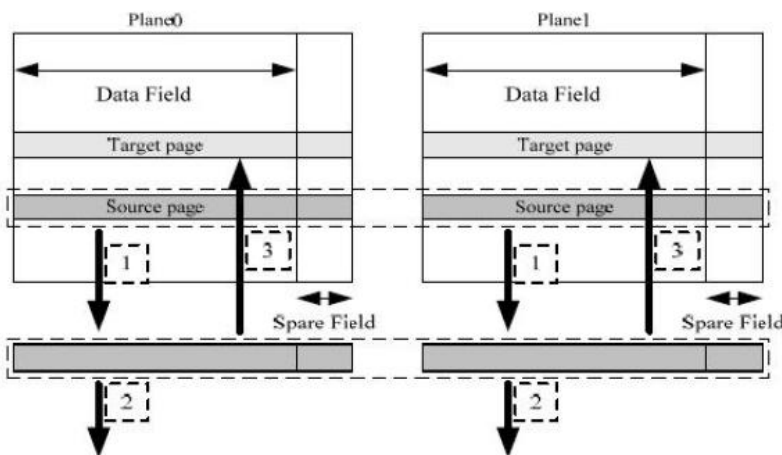 Plane0
Plane1
Data Field
Data Field
Target page
Target page
Source page
Source page
1
3
1
3
Spare Field
Spare Field
2
2